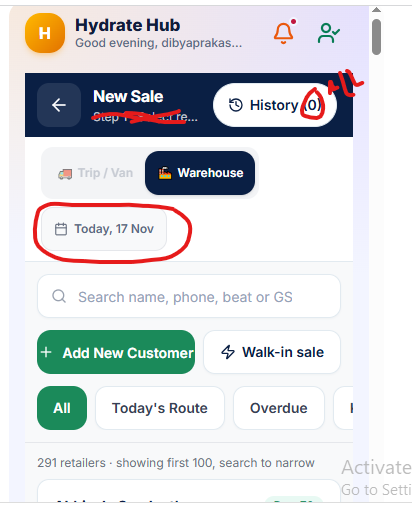 H
Hydrate Hub
Good evening, dibyaprakas...
New Sale
History (0)
Trip / Van
Warehouse
Today, 17 Nov
Search name, phone, beat or GS
+ Add New Customer
Walk-in sale
All
Today's Route
Overdue
291 retailers · showing first 100, search to narrow
Activate
Go to Setti